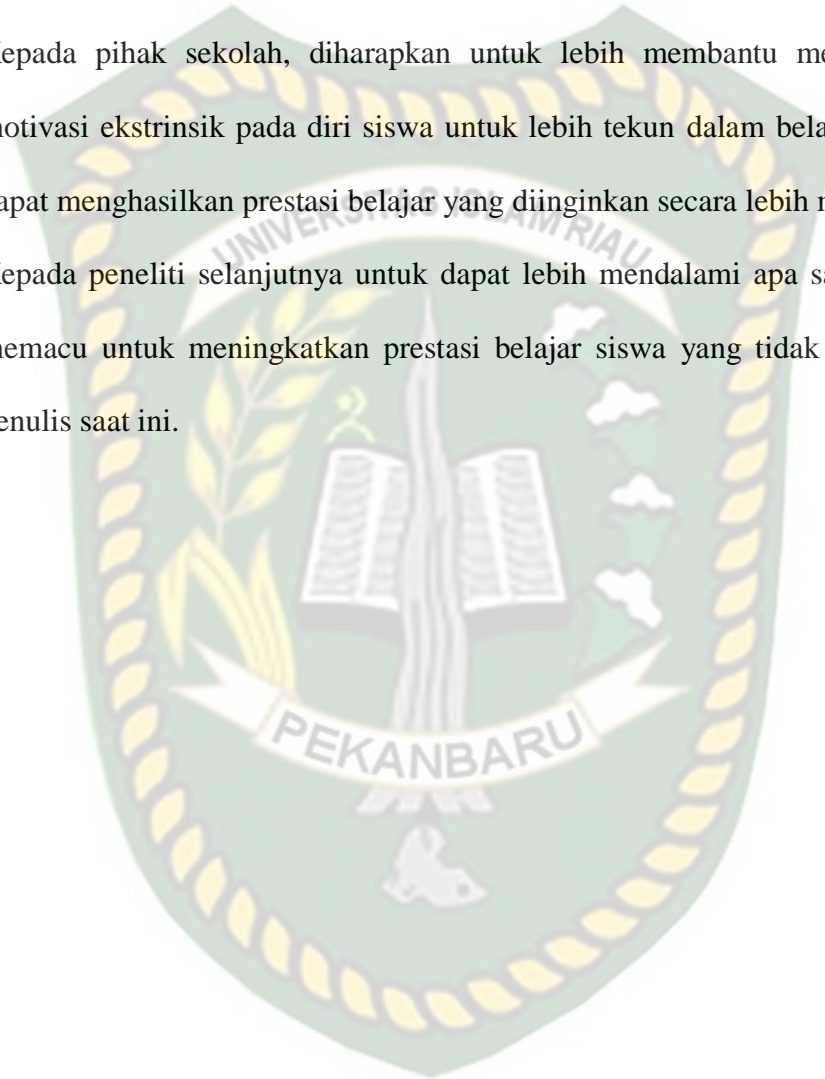 Kepada pihak sekolah, diharapkan untuk lebih membantu me
motivasi ekstrinsik pada diri siswa untuk lebih tekun dalam bela
dapat menghasilkan prestasi belajar yang diinginkan secara lebih
UNIVERSITAS ISLAM RIAU
Kepada peneliti selanjutnya untuk dapat lebih mendalami apa sa
memacu untuk meningkatkan prestasi belajar siswa yang tidak
penulis saat ini.
PEKANBARU